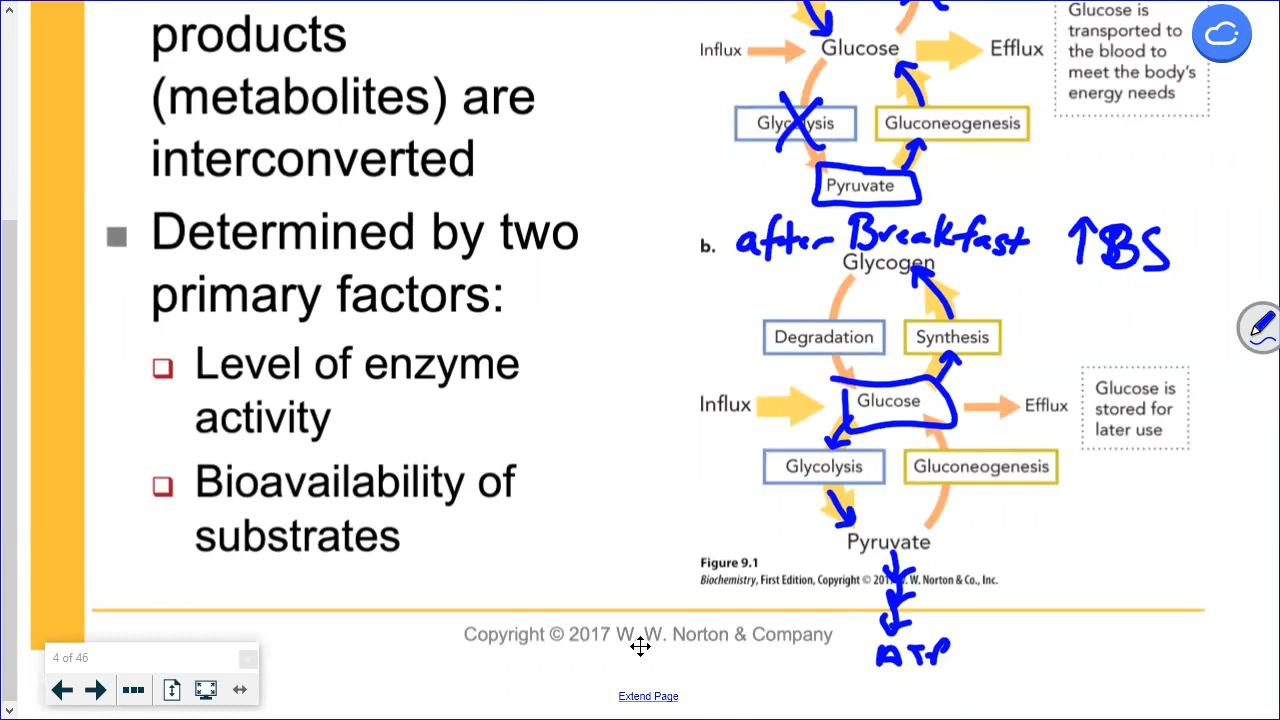 products
(metabolites) are
interconverted
Determined by two
primary factors:
Level of enzyme
activity
Bioavailability of
substrates
Influx
Glucose
Efflux
Glucose is
transported to
the blood to
meet the body's
energy needs
Glycolysis
Gluconeogenesis
Pyruvate
b.
after Breakfast ↑BS
Glycogen
Degradation
Synthesis
Influx
Glucose
Efflux
Glucose is
stored for
later use
Glycolysis
Gluconeogenesis
Pyruvate
Figure 9.1
Biochemistry, First Edition, Copyright © 201 W. Norton & Co., Inc.
ATP
Copyright © 2017 W. W. Norton & Company
4 of 46
Extend Page